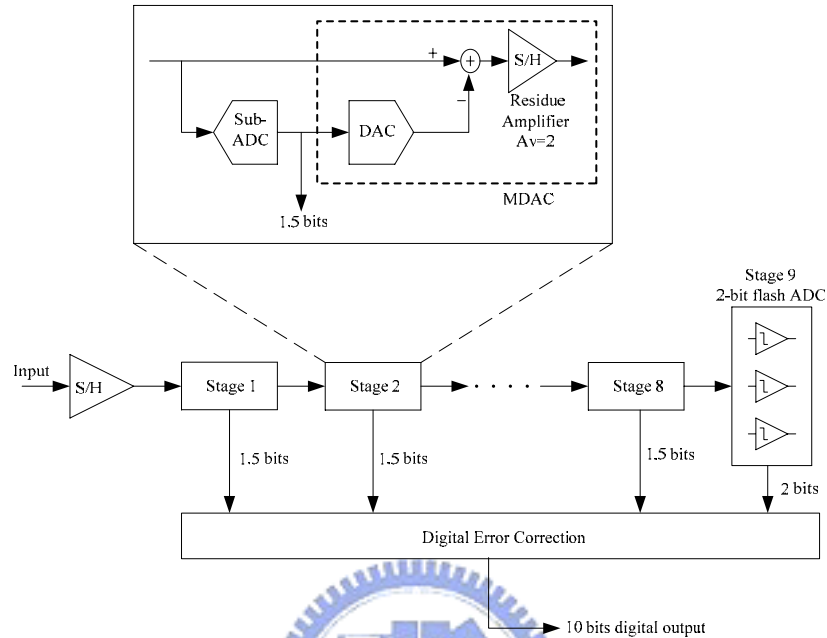 +
+
−
S/H
Sub-
ADC
DAC
Residue
Amplifier
Av=2
MDAC
1.5 bits
Stage 9
2-bit flash ADC
Input
S/H
Stage 1
Stage 2
· · · · ·
Stage 8
1.5 bits
1.5 bits
1.5 bits
2 bits
Digital Error Correction
10 bits digital output